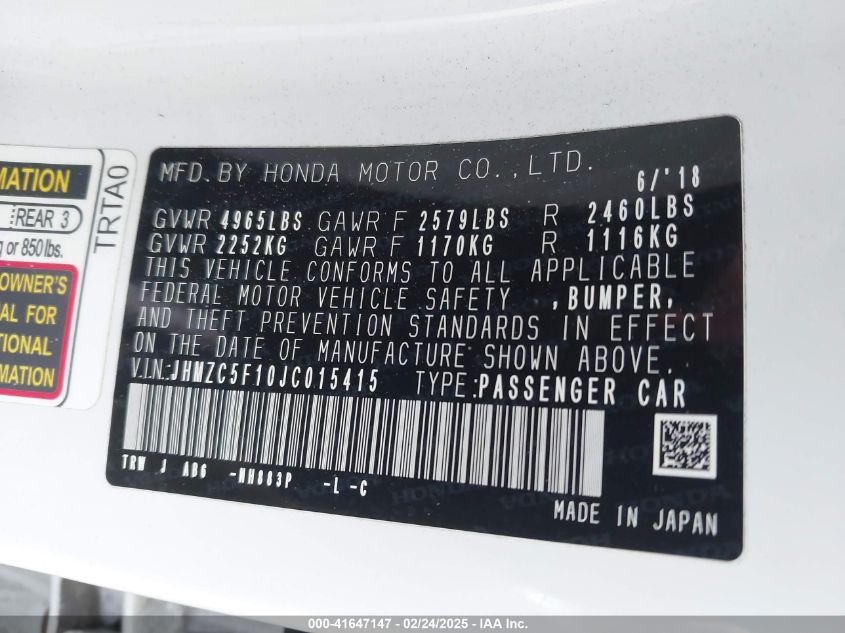 MATION
REAR 3
g or 850 lbs.
OWNER'S
AL FOR
TIONAL
RMATION
TRTA0
MFD. BY HONDA MOTOR CO., LTD. 6/'18
GVWR 4965LBS GAWR F 2579LBS R 2460LBS
GVWR 2252KG GAWR F 1170KG R 1116KG
THIS VEHICLE CONFORMS TO ALL APPLICABLE
FEDERAL MOTOR VEHICLE SAFETY , BUMPER,
AND THEFT PREVENTION STANDARDS IN EFFECT
ON THE DATE OF MANUFACTURE SHOWN ABOVE.
V.I.N.:JHMZC5F10JC015415 TYPE:PASSENGER CAR
TRW J AB6 -NH883P -L -C
MADE IN JAPAN
000-41647147 - 02/24/2025 - IAA Inc.